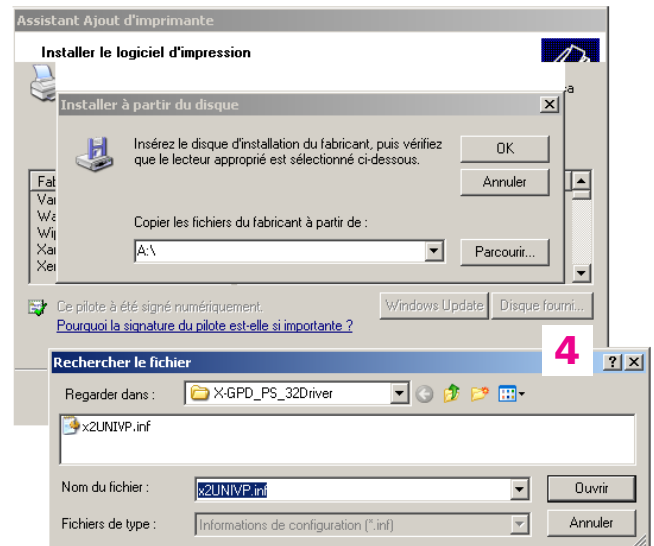 Assistant Ajout d'imprimante
Installer le logiciel d'impression
Installer à partir du disque
Insérez le disque d'installation du fabricant, puis vérifiez
que le lecteur approprié est sélectionné ci-dessous.
OK
Annuler
Copier les fichiers du fabricant à partir de :
A:\
Parcourir...
Ce pilote à été signé numériquement.
Windows Update
Disque fourni...
Pourquoi la signature du pilote est-elle si importante ?
4
Rechercher le fichier
Regarder dans :
X-GPD_PS_32Driver
x2UNIVP.inf
Nom du fichier :
x2UNIVP.inf
Ouvrir
Fichiers de type :
Informations de configuration (*.inf)
Annuler